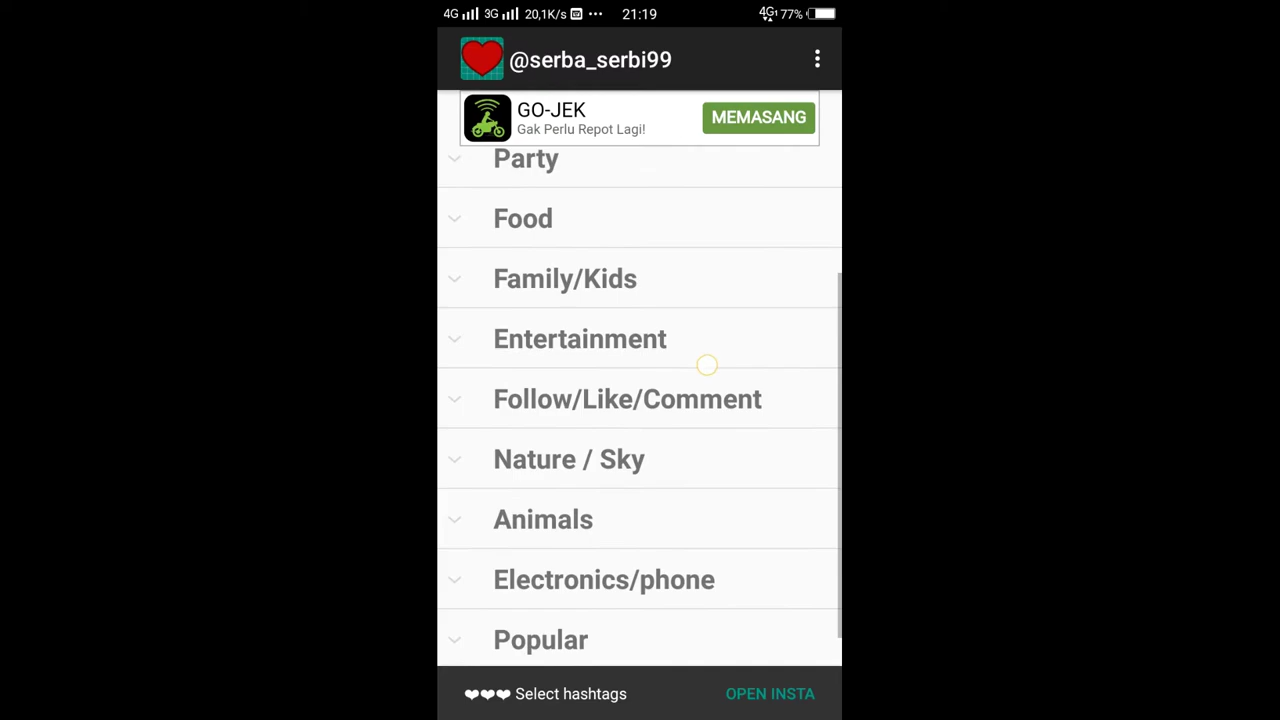 4G 3G 20,1K/s ••• 21:19 4G1 77%
@serba_serbi99
GO-JEK
Gak Perlu Repot Lagi!
MEMASANG
Party
Food
Family/Kids
Entertainment
Follow/Like/Comment
Nature / Sky
Animals
Electronics/phone
Popular
❤❤❤ Select hashtags OPEN INSTA